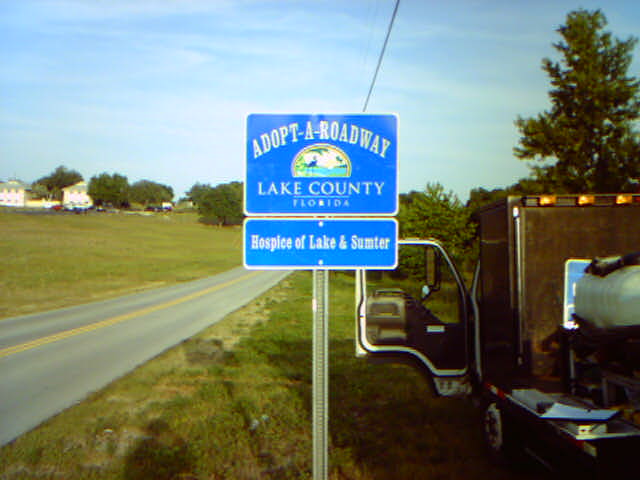 ADOPT-A-ROADWAY
LAKE COUNTY
FLORIDA
Hospice of Lake & Sumter